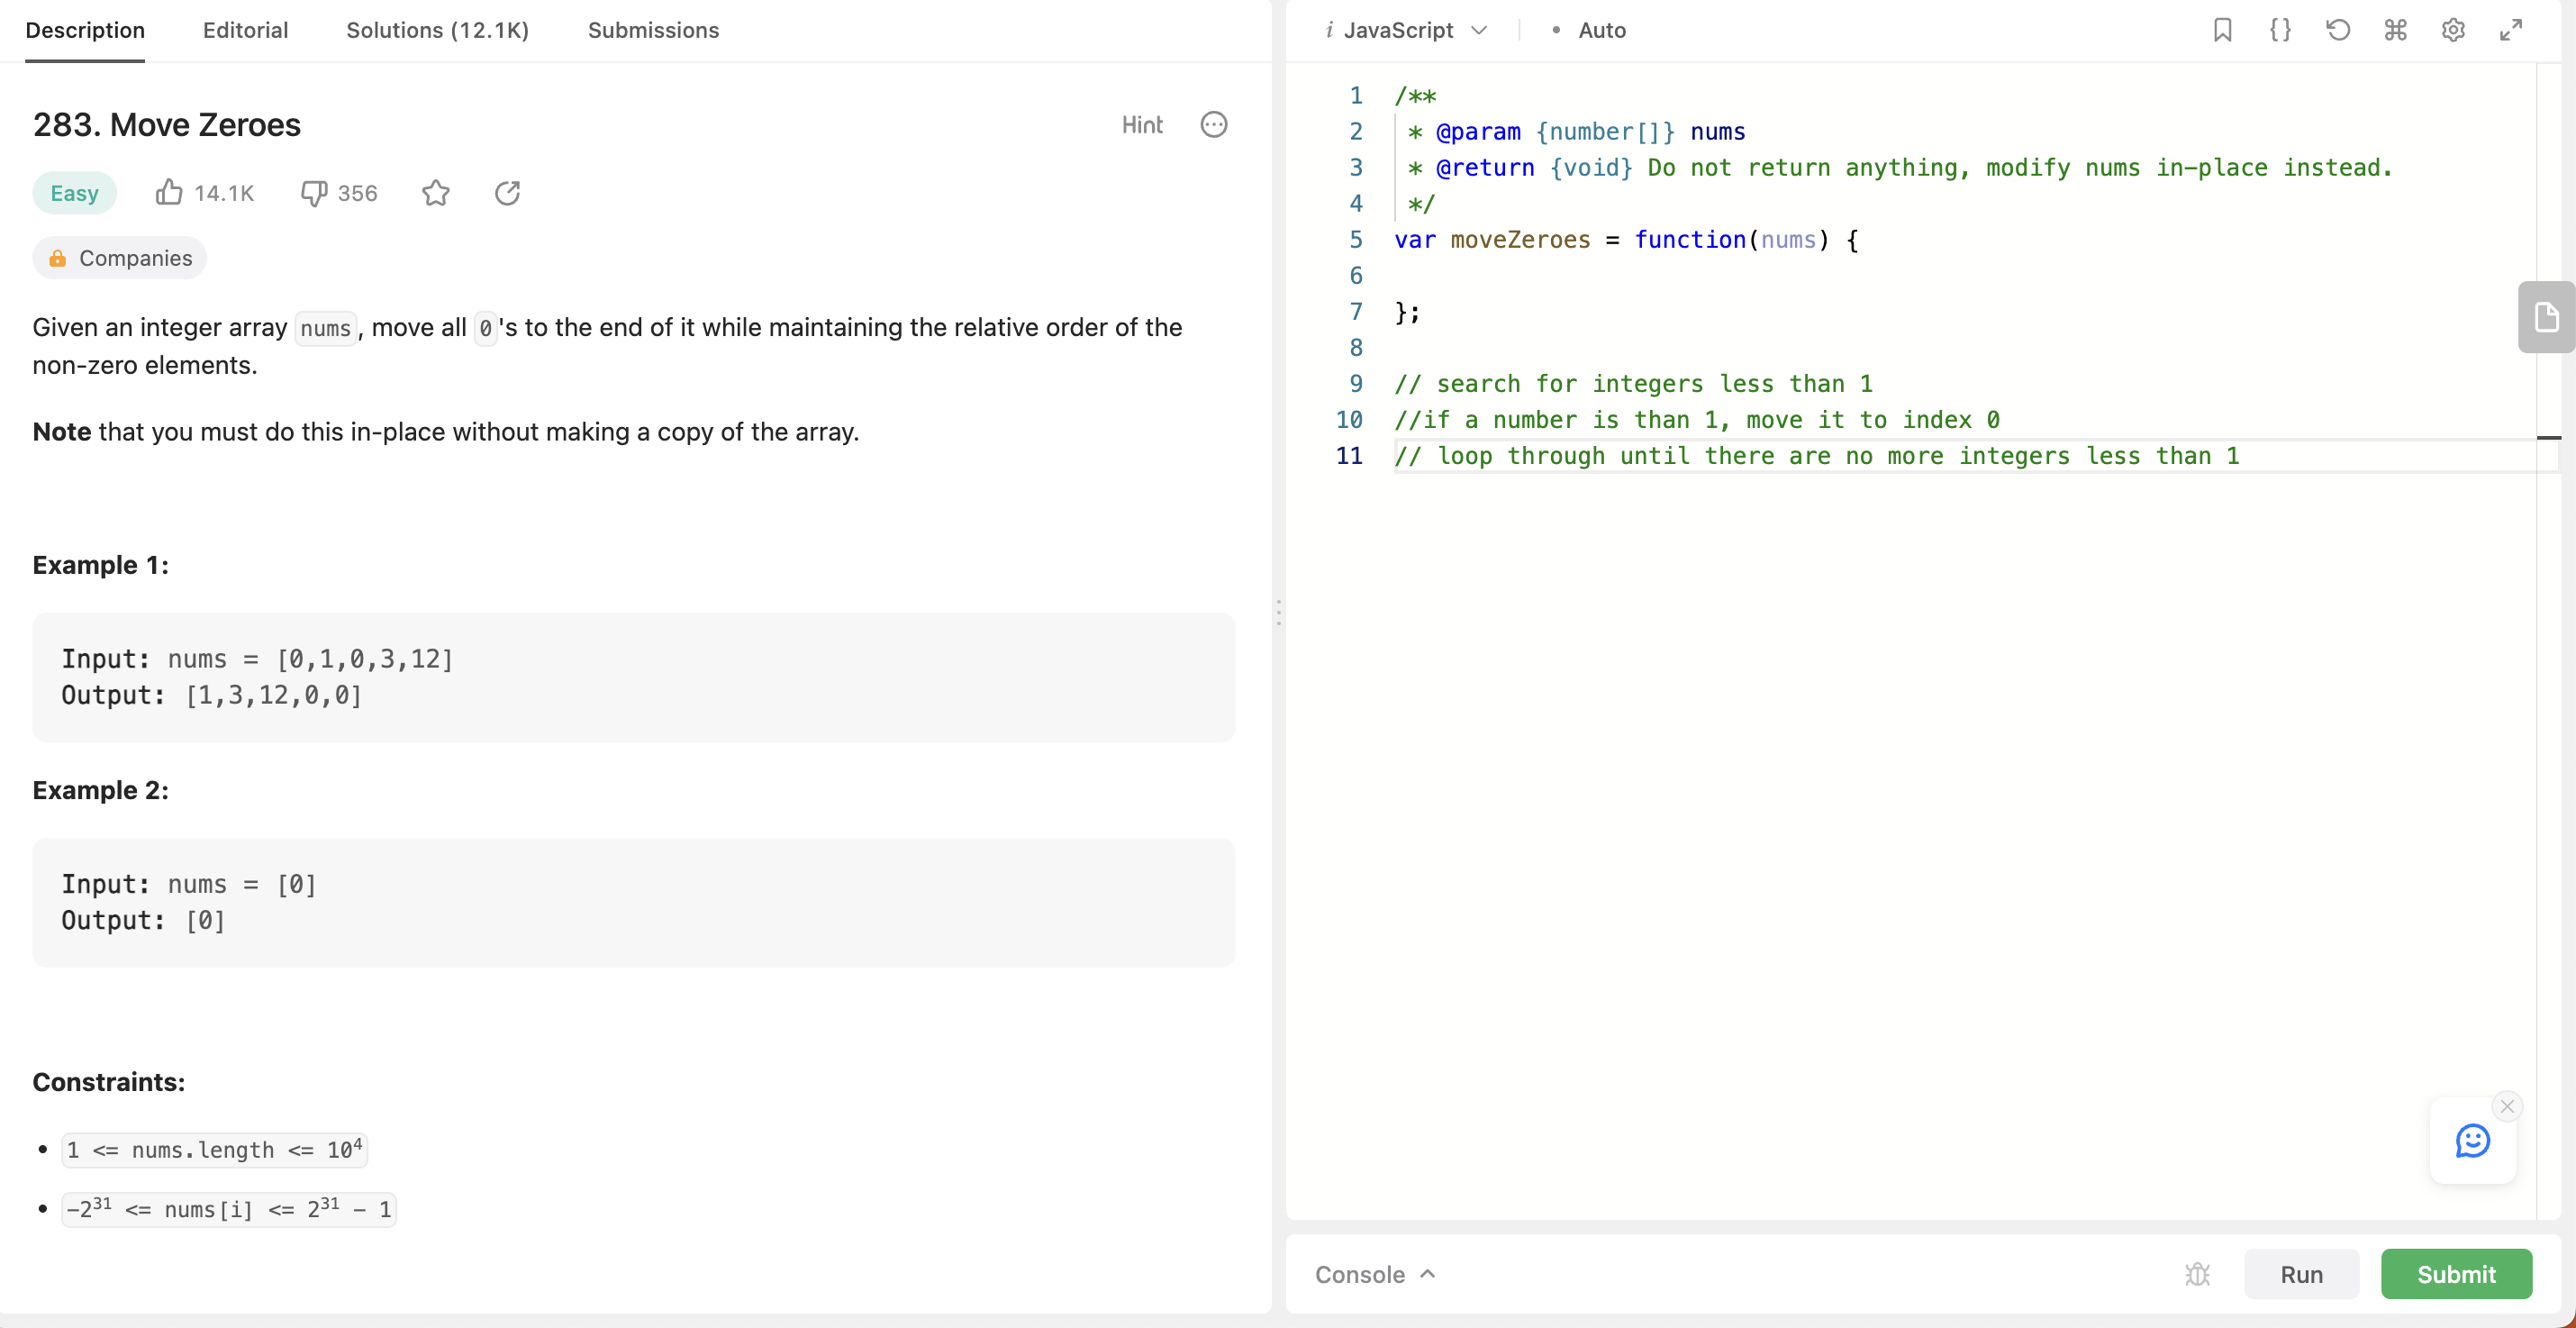 Description Editorial Solutions (12.1K) Submissions
283. Move Zeroes
Hint
Easy 14.1K 356
Companies
Given an integer array nums, move all 0's to the end of it while maintaining the relative order of the
non-zero elements.
Note that you must do this in-place without making a copy of the array.
Example 1:
Input: nums = [0,1,0,3,12]
Output: [1,3,12,0,0]
Example 2:
Input: nums = [0]
Output: [0]
Constraints:
• 1 <= nums.length <= 10⁴
• -2³¹ <= nums[i] <= 2³¹ - 1
i JavaScript • Auto
1 /**
2 * @param {number[]} nums
3 * @return {void} Do not return anything, modify nums in-place instead.
4 */
5 var moveZeroes = function(nums) {
6
7 };
8
9 // search for integers less than 1
10 //if a number is than 1, move it to index 0
11 // loop through until there are no more integers less than 1
Console Run Submit